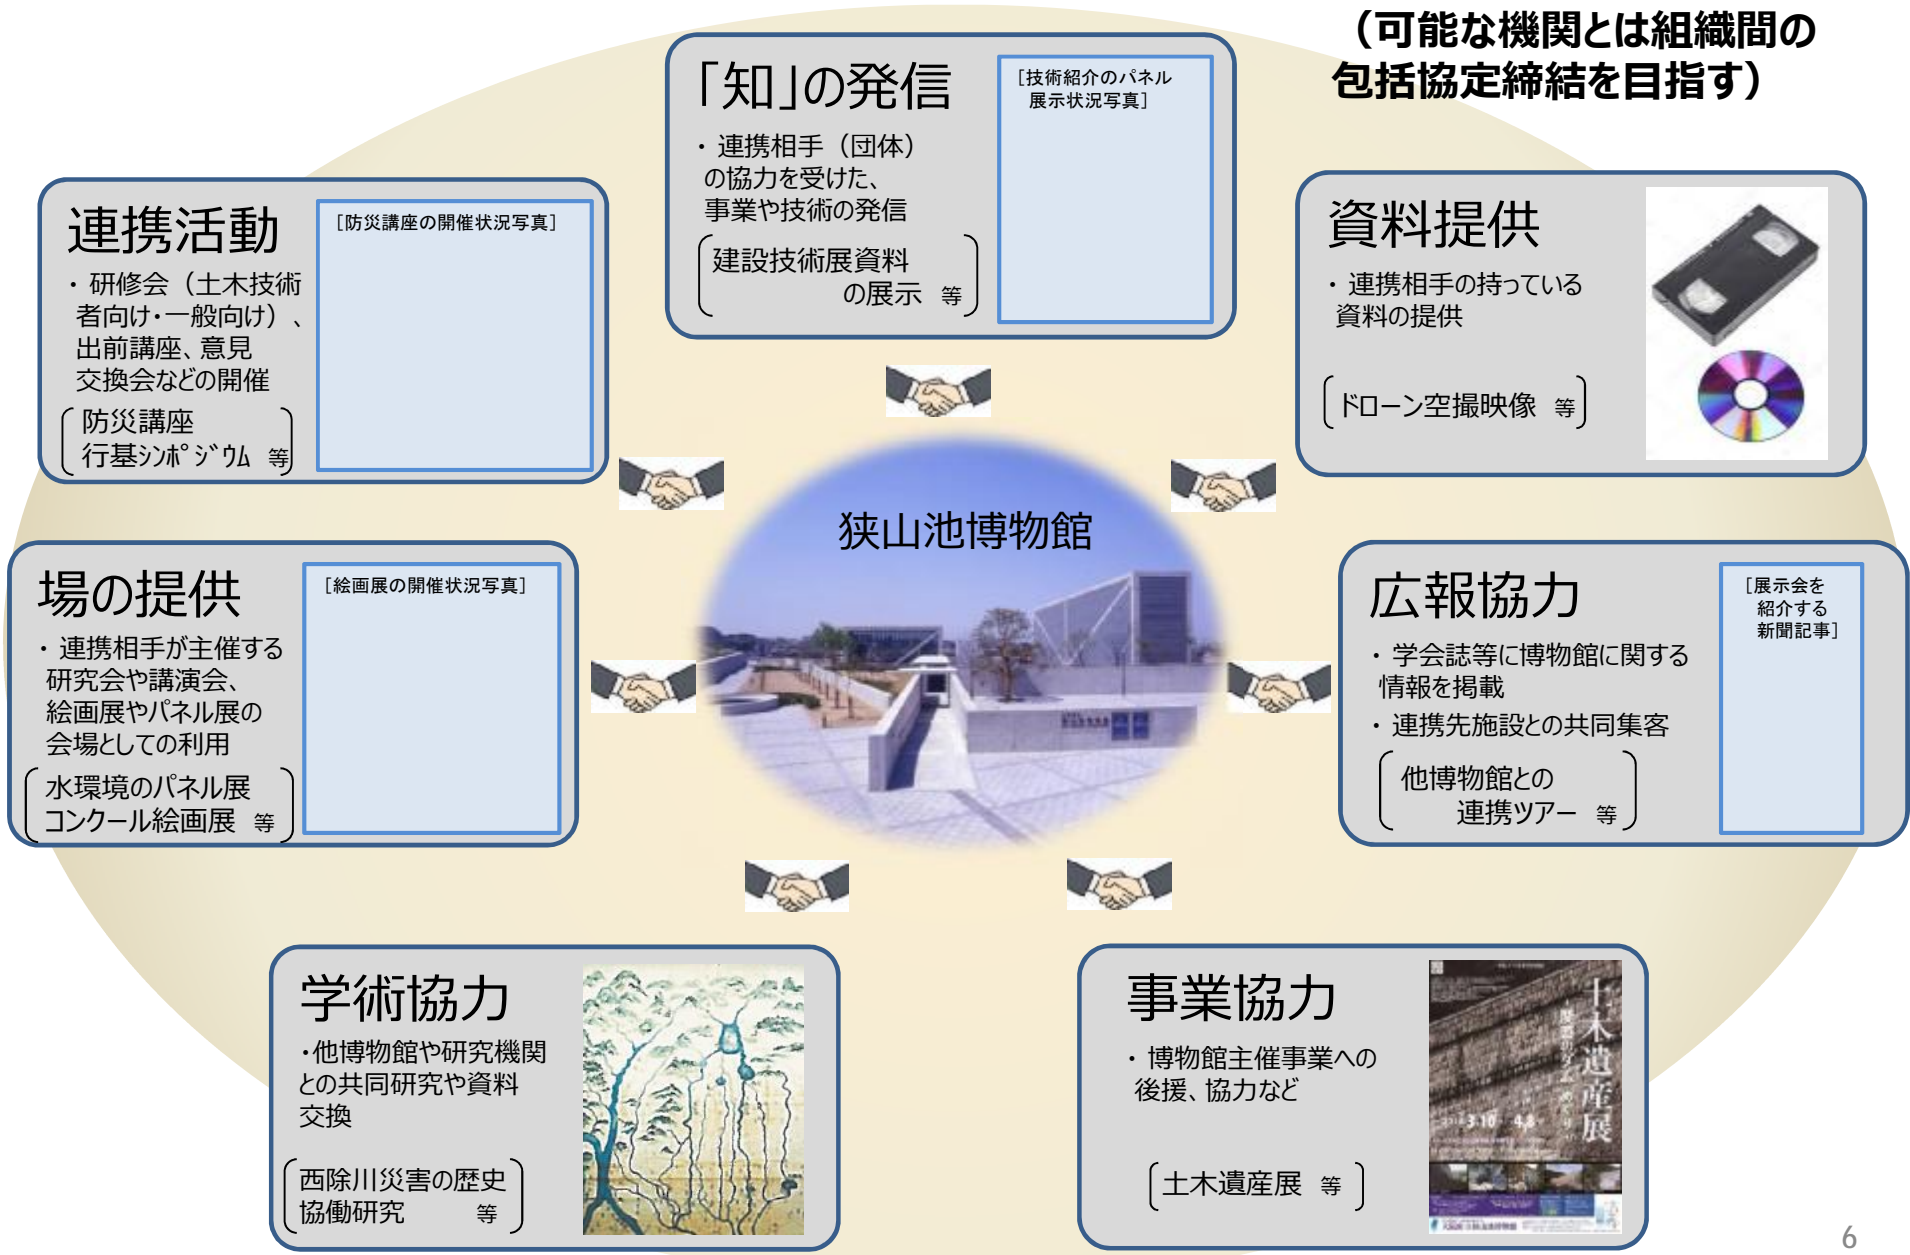 （可能な機関とは組織間の
包括協定締結を目指す）
「知」の発信
・ 連携相手（団体）
の協力を受けた、
事業や技術の発信
建設技術展資料
の展示 等
［技術紹介のパネル
展示状況写真］
連携活動
・ 研修会（土木技術
者向け・一般向け）、
出前講座、意見
交換会などの開催
防災講座
行基ｼﾝﾎﾟｼﾞｳﾑ 等
［防災講座の開催状況写真］
資料提供
・ 連携相手の持っている
資料の提供
ドローン空撮映像 等
狭山池博物館
場の提供
・ 連携相手が主催する
研究会や講演会、
絵画展やパネル展の
会場としての利用
水環境のパネル展
コンクール絵画展 等
［絵画展の開催状況写真］
広報協力
・ 学会誌等に博物館に関する
情報を掲載
・ 連携先施設との共同集客
他博物館との
連携ツアー 等
［展示会を
紹介する
新聞記事］
学術協力
・他博物館や研究機関
との共同研究や資料
交換
西除川災害の歴史
協働研究 等
事業協力
・ 博物館主催事業への
後援、協力など
土木遺産展 等
土木遺産展
3.10
4.8
6